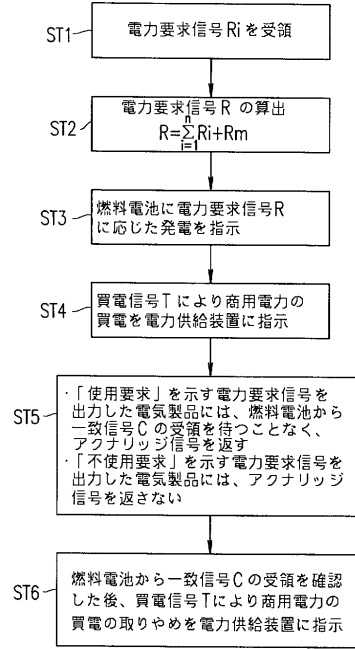 ST1
電力要求信号Riを受領
ST2
電力要求信号Rの算出
R=∑Ri+Rm
n
i=1
ST3
燃料電池に電力要求信号R
に応じた発電を指示
ST4
買電信号Tにより商用電力の
買電を電力供給装置に指示
ST5
・「使用要求」を示す電力要求信号を
出力した電気製品には、燃料電池から
一致信号Cの受領を待つことなく、
アクナリッジ信号を返す
・「不使用要求」を示す電力要求信号を
出力した電気製品には、アクナリッジ
信号を返さない
ST6
燃料電池から一致信号Cの受領を確認
した後、買電信号Tにより商用電力の
買電の取りやめを電力供給装置に指示